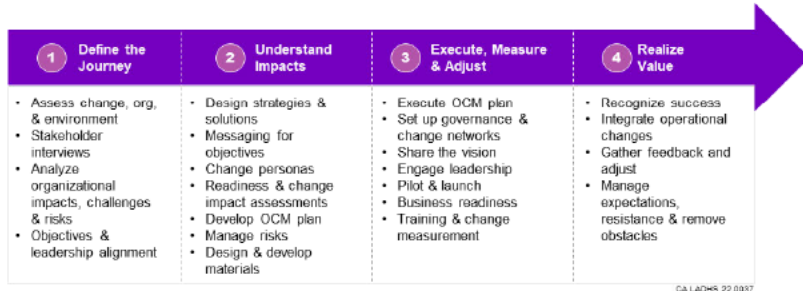 1 Define the
Journey
• Assess change, org,
& environment
• Stakeholder
interviews
• Analyze
organizational
impacts, challenges
& risks
• Objectives &
leadership alignment
2 Understand
Impacts
• Design strategies &
solutions
• Messaging for
objectives
• Change personas
• Readiness & change
impact assessments
• Develop OCM plan
• Manage risks
• Design & develop
materials
3 Execute, Measure
& Adjust
• Execute OCM plan
• Set up governance &
change networks
• Share the vision
• Engage leadership
• Pilot & launch
• Business readiness
• Training & change
measurement
4 Realize
Value
• Recognize success
• Integrate operational
changes
• Gather feedback and
adjust
• Manage
expectations,
resistance & remove
obstacles
CA LADHS 22 0037